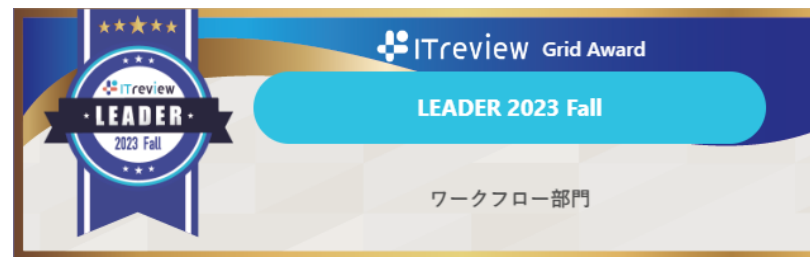 ITreview
LEADER
2023 Fall
ITreview Grid Award
LEADER 2023 Fall
ワークフロー部門